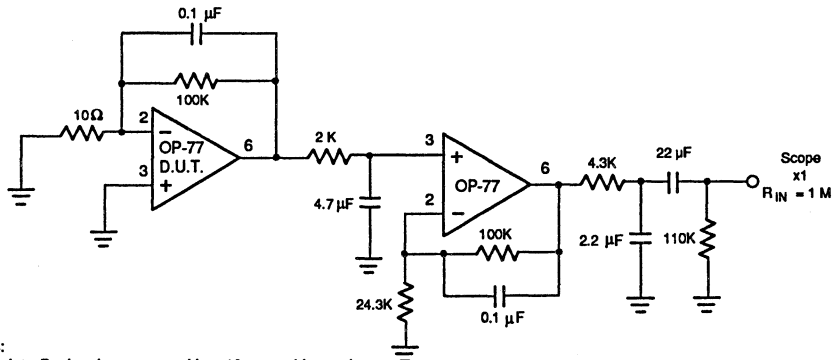 0.1 µF
100K
10Ω
2
3
6
OP-77
D.U.T.
2 K
4.7 µF
3
2
6
OP-77
100K
0.1 µF
24.3K
4.3K
22 µF
2.2 µF
110K
Scope
x1
R IN = 1 M
: